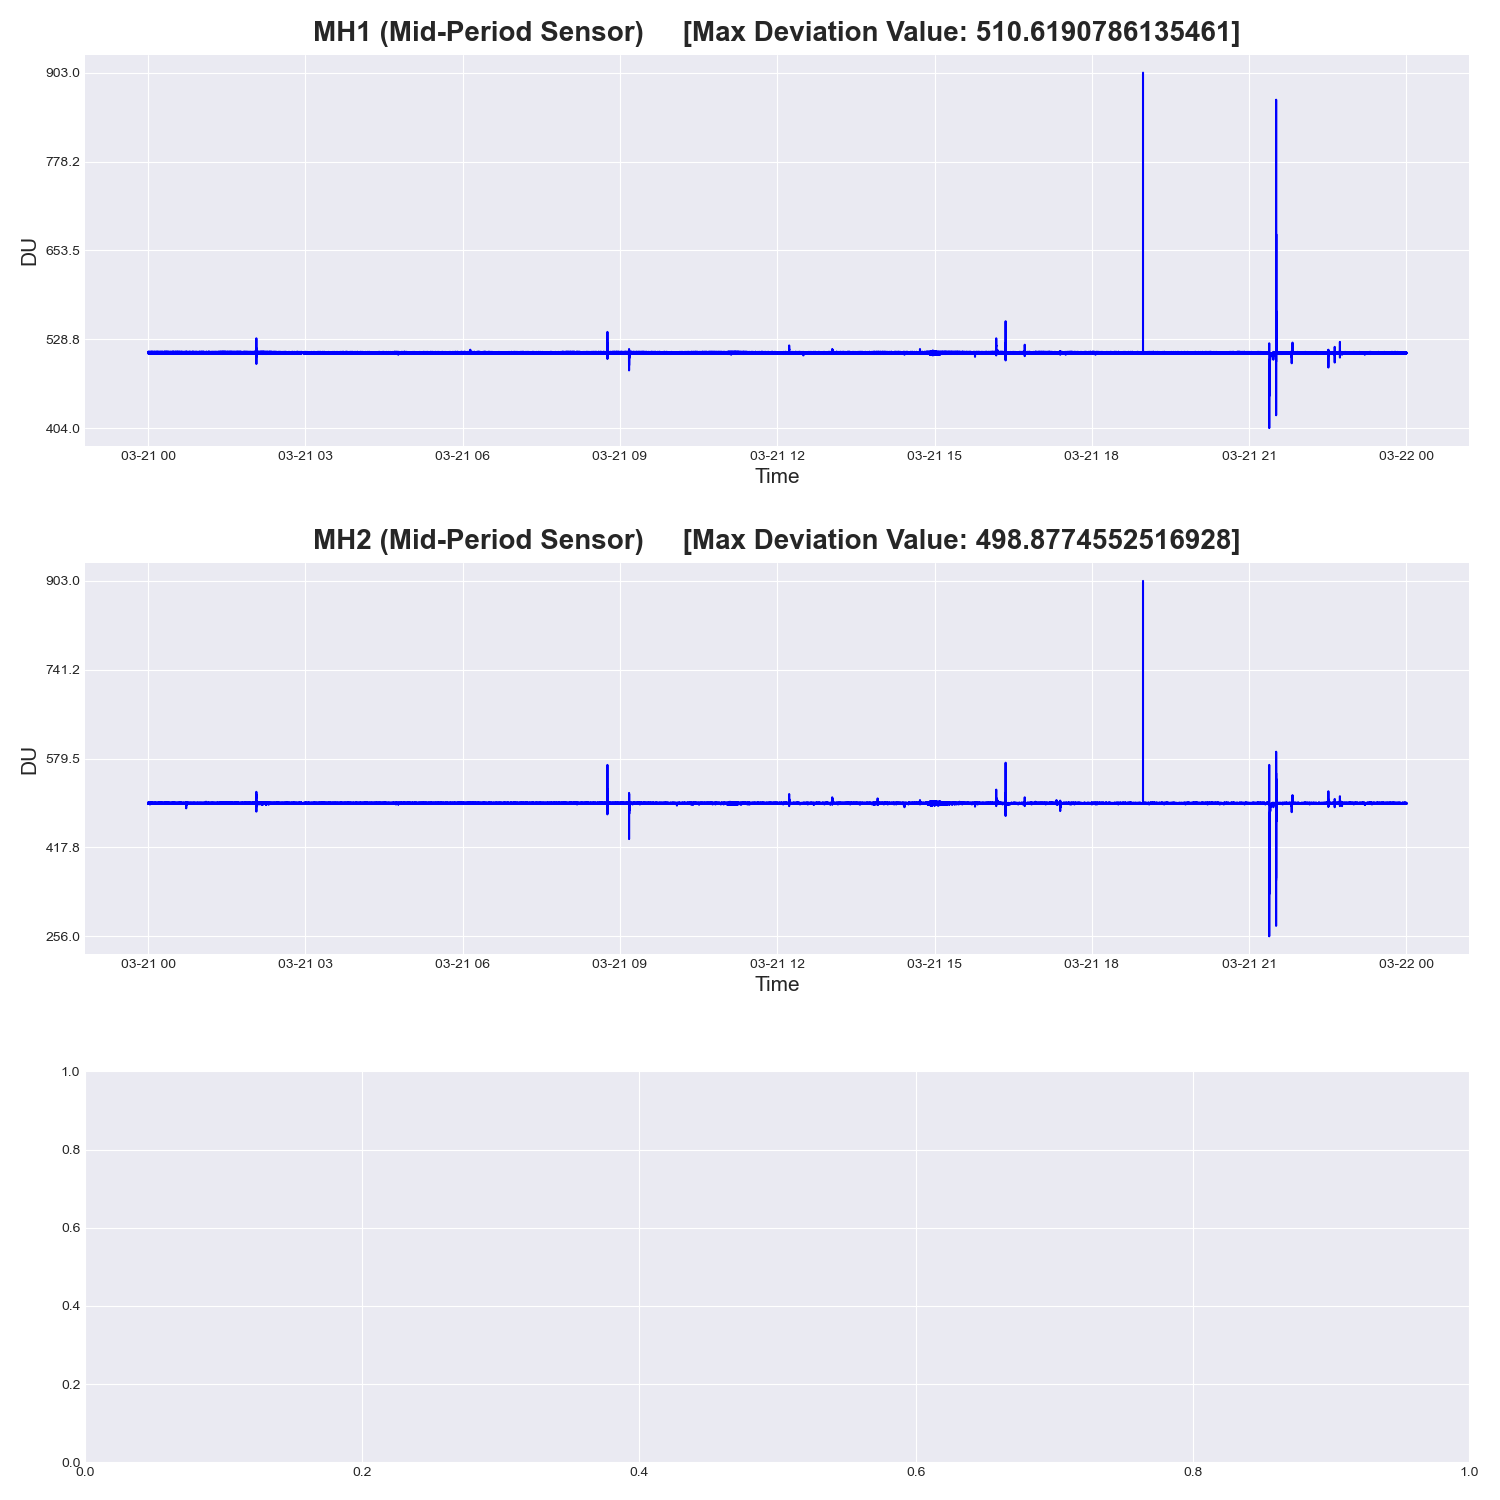 MH1 (Mid-Period Sensor) [Max Deviation Value: 510.6190786135461]
903.0
778.2
653.5
528.8
404.0
DU
03-21 00 03-21 03 03-21 06 03-21 09 03-21 12 03-21 15 03-21 18 03-21 21 03-22 00
Time
MH2 (Mid-Period Sensor) [Max Deviation Value: 498.8774552516928]
903.0
741.2
579.5
417.8
256.0
DU
03-21 00 03-21 03 03-21 06 03-21 09 03-21 12 03-21 15 03-21 18 03-21 21 03-22 00
Time
1.0
0.8
0.6
0.4
0.2
0.0
0.0 0.2 0.4 0.6 0.8 1.0